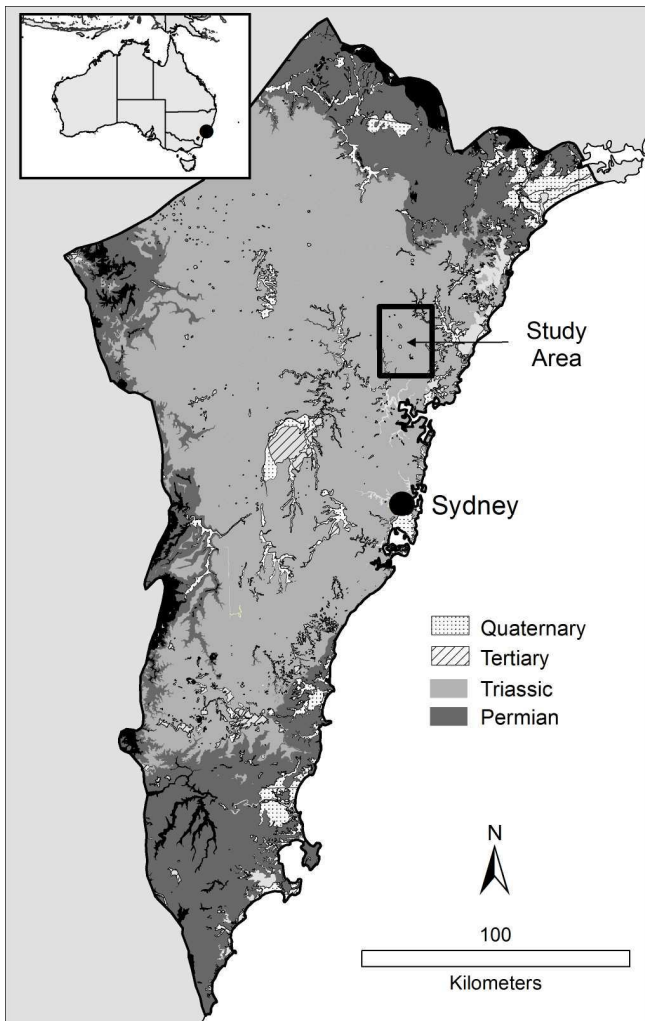 Study
Area
Sydney
Quaternary
Tertiary
Triassic
Permian
N
100
Kilometers